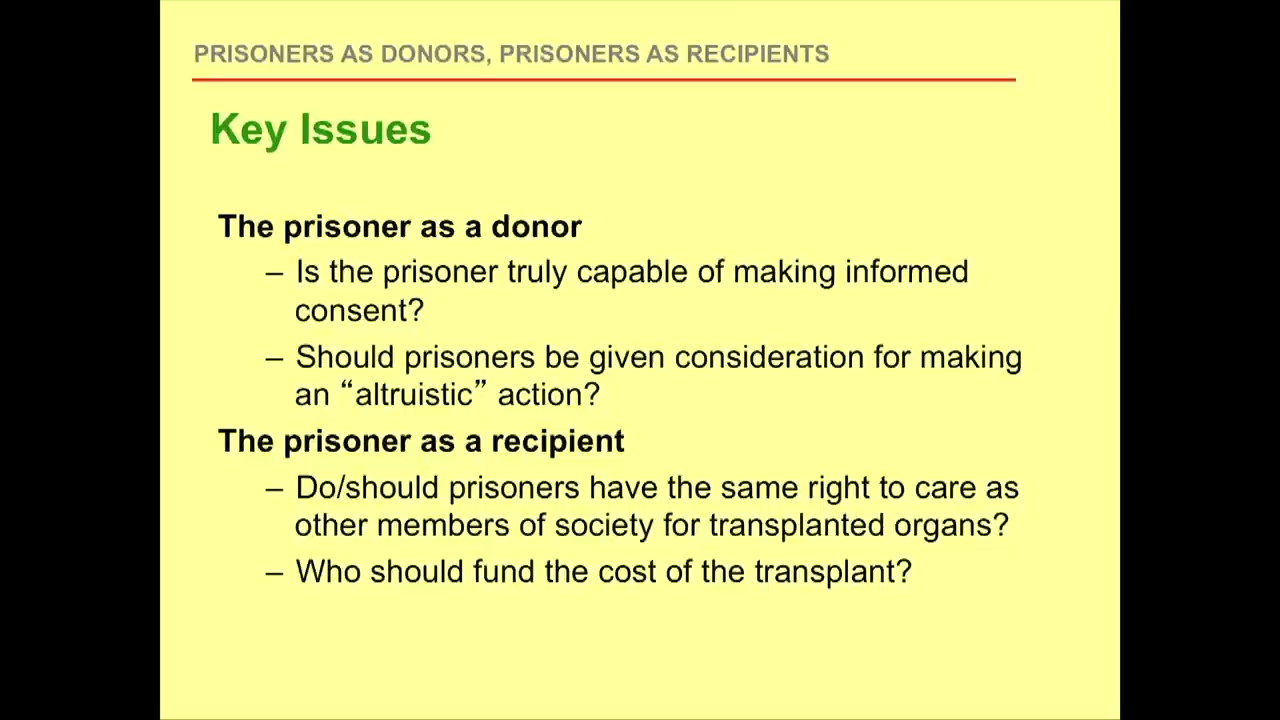 PRISONERS AS DONORS, PRISONERS AS RECIPIENTS
Key Issues
The prisoner as a donor
– Is the prisoner truly capable of making informed
consent?
– Should prisoners be given consideration for making
an “altruistic” action?
The prisoner as a recipient
– Do/should prisoners have the same right to care as
other members of society for transplanted organs?
– Who should fund the cost of the transplant?